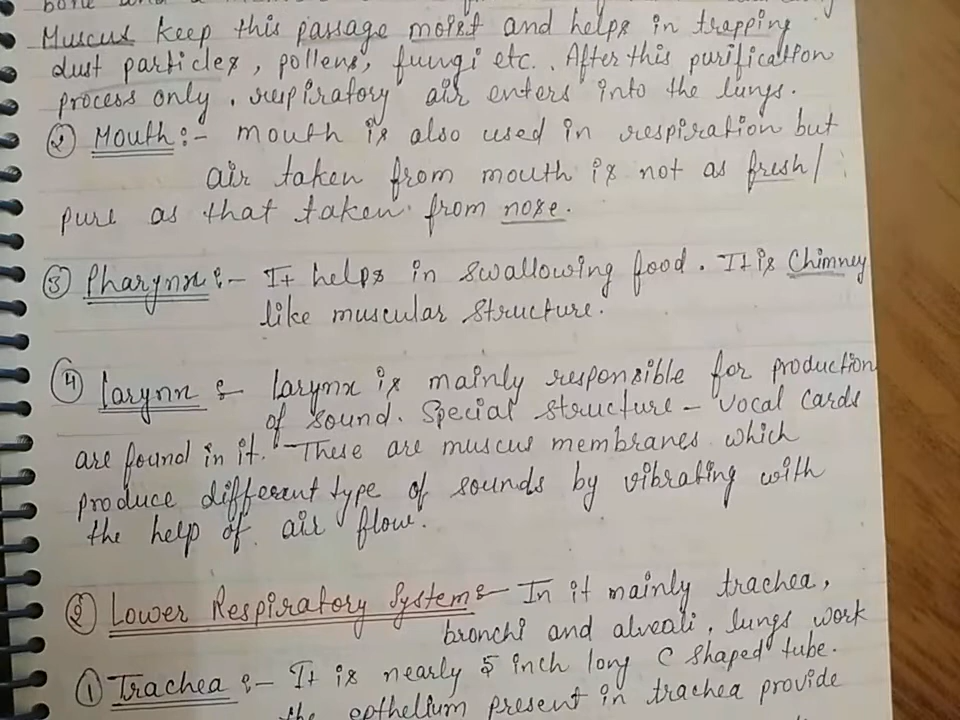 Muscus keep this passage moist and helps in trapping
dust particles, pollens, fungi etc. After this purification
process only, respiratory air enters into the lungs.
② Mouth :- mouth is also used in respiration but
air taken from mouth is not as fresh/
pure as that taken from nose.
③ Pharynx :- It helps in swallowing food. It is Chimney
like muscular structure.
④ Larynx :- Larynx is mainly responsible for production
of sound. Special structure - vocal cards
are found in it. These are muscus membranes which
produce different type of sounds by vibrating with
the help of air flow.
② Lower Respiratory System :- In it mainly trachea,
bronchi and alveali, lungs work
① Trachea :- It is nearly 5 inch long C shaped tube.
the epthelium present in trachea provide